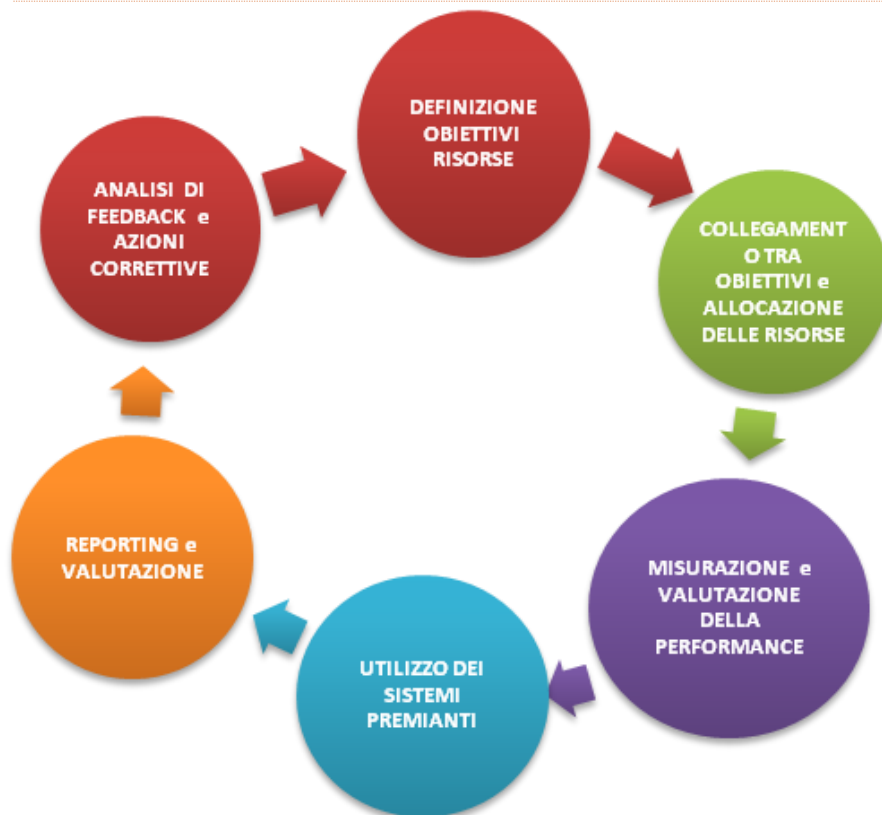 DEFINIZIONE
OBIETTIVI
RISORSE
COLLEGAMENT
O TRA
OBIETTIVI e
ALLOCAZIONE
DELLE RISORSE
MISURAZIONE e
VALUTAZIONE
DELLA
PERFORMANCE
UTILIZZO DEI
SISTEMI
PREMIANTI
REPORTING e
VALUTAZIONE
ANALISI DI
FEEDBACK e
AZIONI
CORRETTIVE